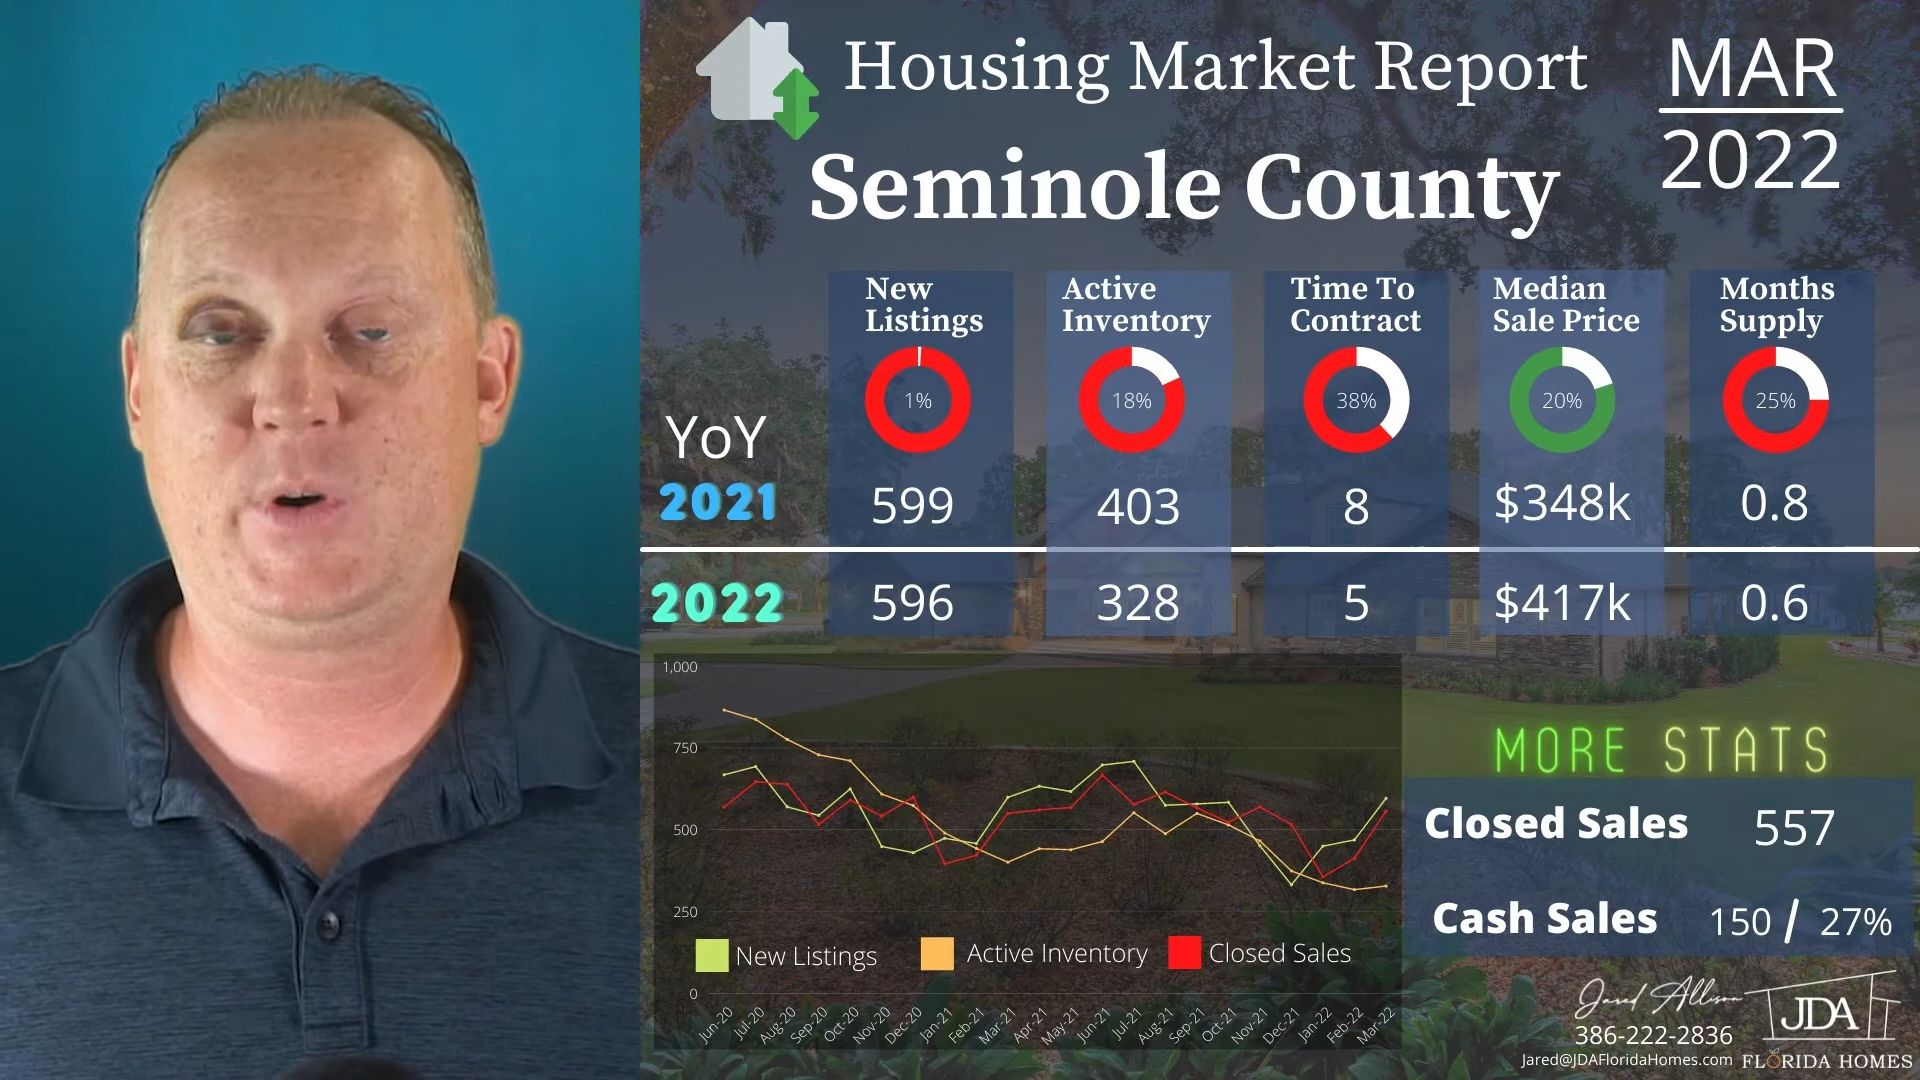 Housing Market Report
MAR
2022
Seminole County
New
Listings
Active
Inventory
Time To
Contract
Median
Sale Price
Months
Supply
1%
18%
38%
20%
25%
YoY
2021
599
403
8
$348k
0.8
2022
596
328
5
$417k
0.6
1,000
750
500
250
0
New Listings
Active Inventory
Closed Sales
Jun-20
Jul-20
Aug-20
Sep-20
Oct-20
Nov-20
Dec-20
Jan-21
Feb-21
Mar-21
Apr-21
May-21
Jun-21
Jul-21
Aug-21
Sep-21
Oct-21
Nov-21
Dec-21
Jan-22
Feb-22
Mar-22
MORE STATS
Closed Sales 557
Cash Sales 150 / 27%
Jared Allison
386-222-2836
Jared@JDAFloridaHomes.com
JDA
FLORIDA HOMES